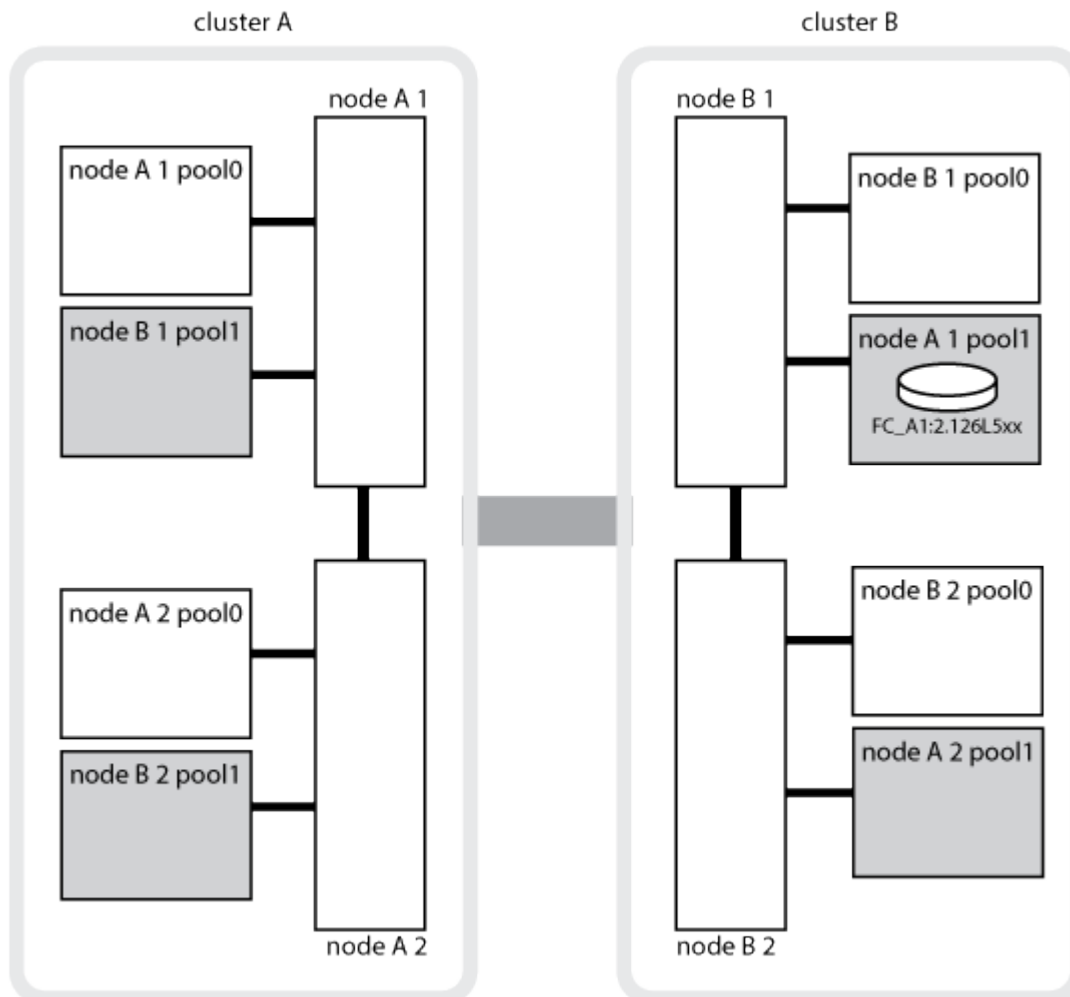 cluster A
cluster B
node A 1
node B 1
node A 1 pool0
node B 1 pool0
node B 1 pool1
node A 1 pool1
FC_A1:2.126L5xx
node A 2 pool0
node B 2 pool0
node B 2 pool1
node A 2 pool1
node A 2
node B 2